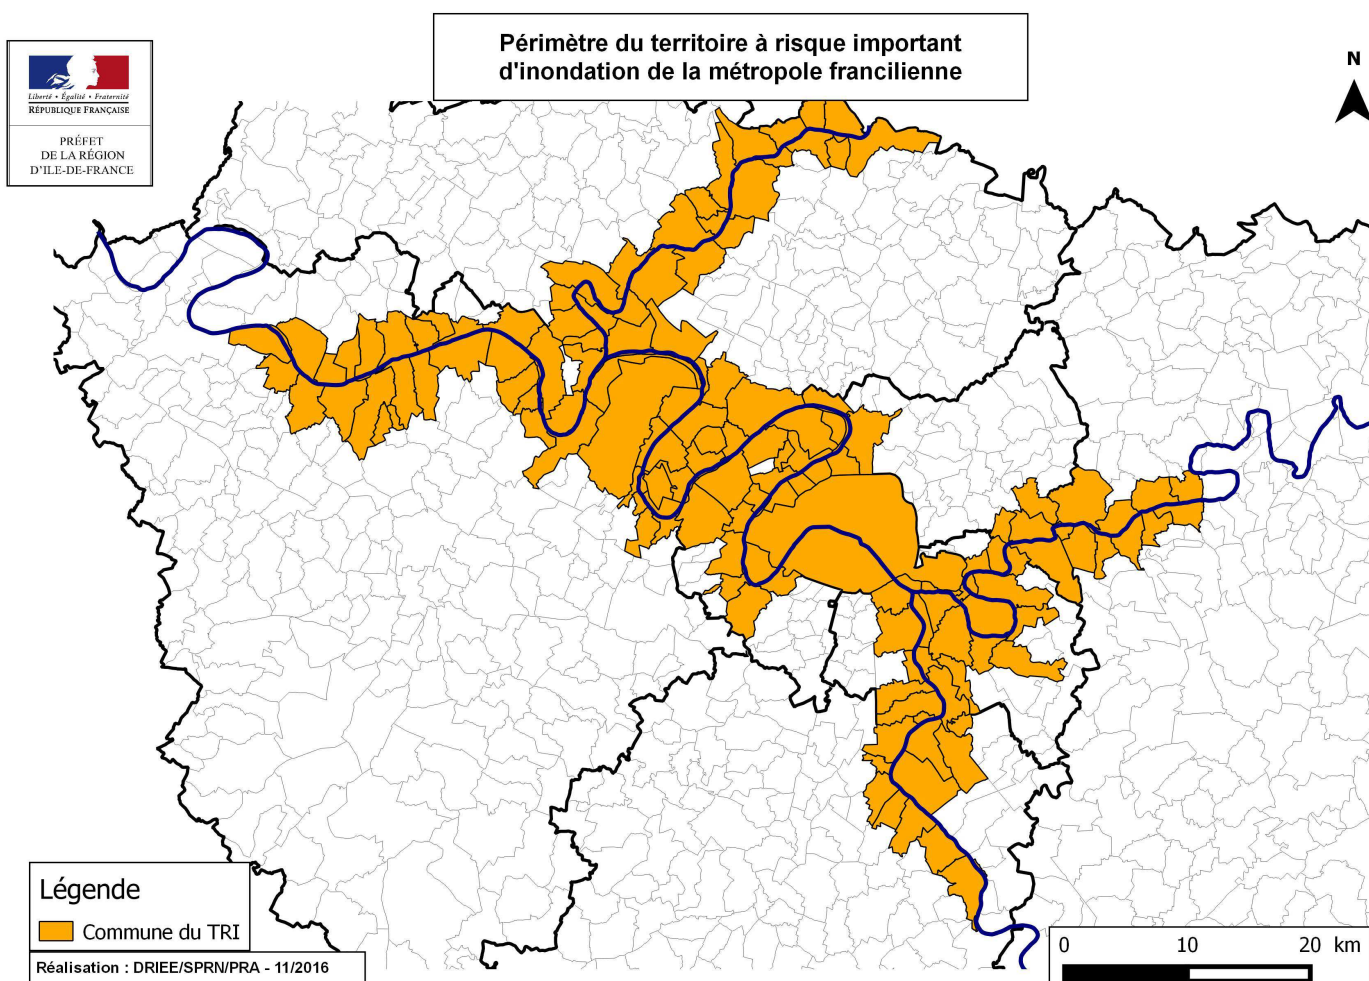 Périmètre du territoire à risque important
d'inondation de la métropole francilienne
N
Liberté • Égalité • Fraternité
RÉPUBLIQUE FRANÇAISE
PRÉFET
DE LA RÉGION
D'ILE-DE-FRANCE
Légende
Commune du TRI
Réalisation : DRIEE/SPRN/PRA - 11/2016
0 10 20 km